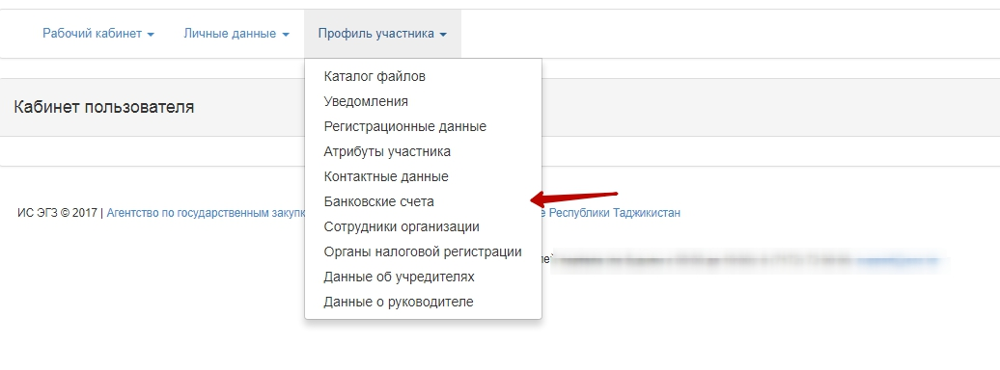 Рабочий кабинет Личные данные Профиль участника
Каталог файлов
Уведомления
Кабинет пользователя
Регистрационные данные
Атрибуты участника
Контактные данные
Банковские счета
ИС ЭГЗ © 2017 | Агентство по государственным Республики Таджикистан
Сотрудники организации
Органы налоговой регистрации
Данные об учредителях
Данные о руководителе